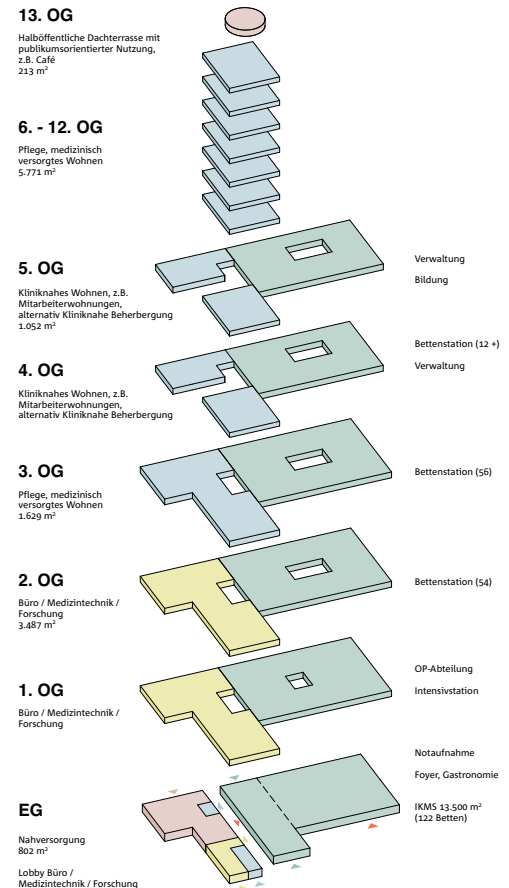 13. OG
Halböffentliche Dachterrasse mit
publikumsorientierter Nutzung,
z.B. Café
213 m²
6. - 12. OG
Pflege, medizinisch
versorgtes Wohnen
5.771 m²
5. OG
Kliniknahes Wohnen, z.B.
Mitarbeiterwohnungen,
alternativ Kliniknahe Beherbergung
1.052 m²
Verwaltung
Bildung
4. OG
Kliniknahes Wohnen, z.B.
Mitarbeiterwohnungen,
alternativ Kliniknahe Beherbergung
Bettenstation (12 +)
Verwaltung
3. OG
Pflege, medizinisch
versorgtes Wohnen
1.629 m²
Bettenstation (56)
2. OG
Büro / Medizintechnik /
Forschung
3.487 m²
Bettenstation (54)
1. OG
Büro / Medizintechnik /
Forschung
OP-Abteilung
Intensivstation
EG
Nahversorgung
802 m²
Lobby Büro /
Medizintechnik / Forschung
Notaufnahme
Foyer, Gastronomie
IKMS 13.500 m²
(122 Betten)